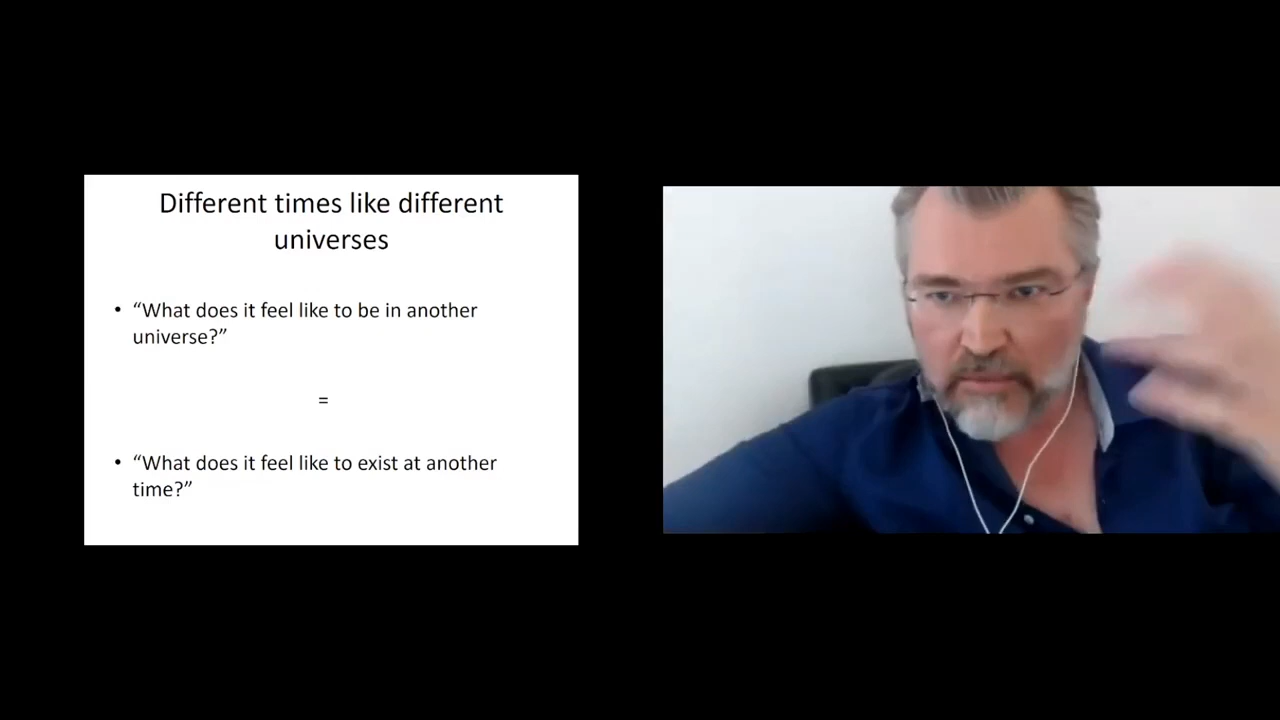 Different times like different
universes
• “What does it feel like to be in another
universe?”
=
• “What does it feel like to exist at another
time?”